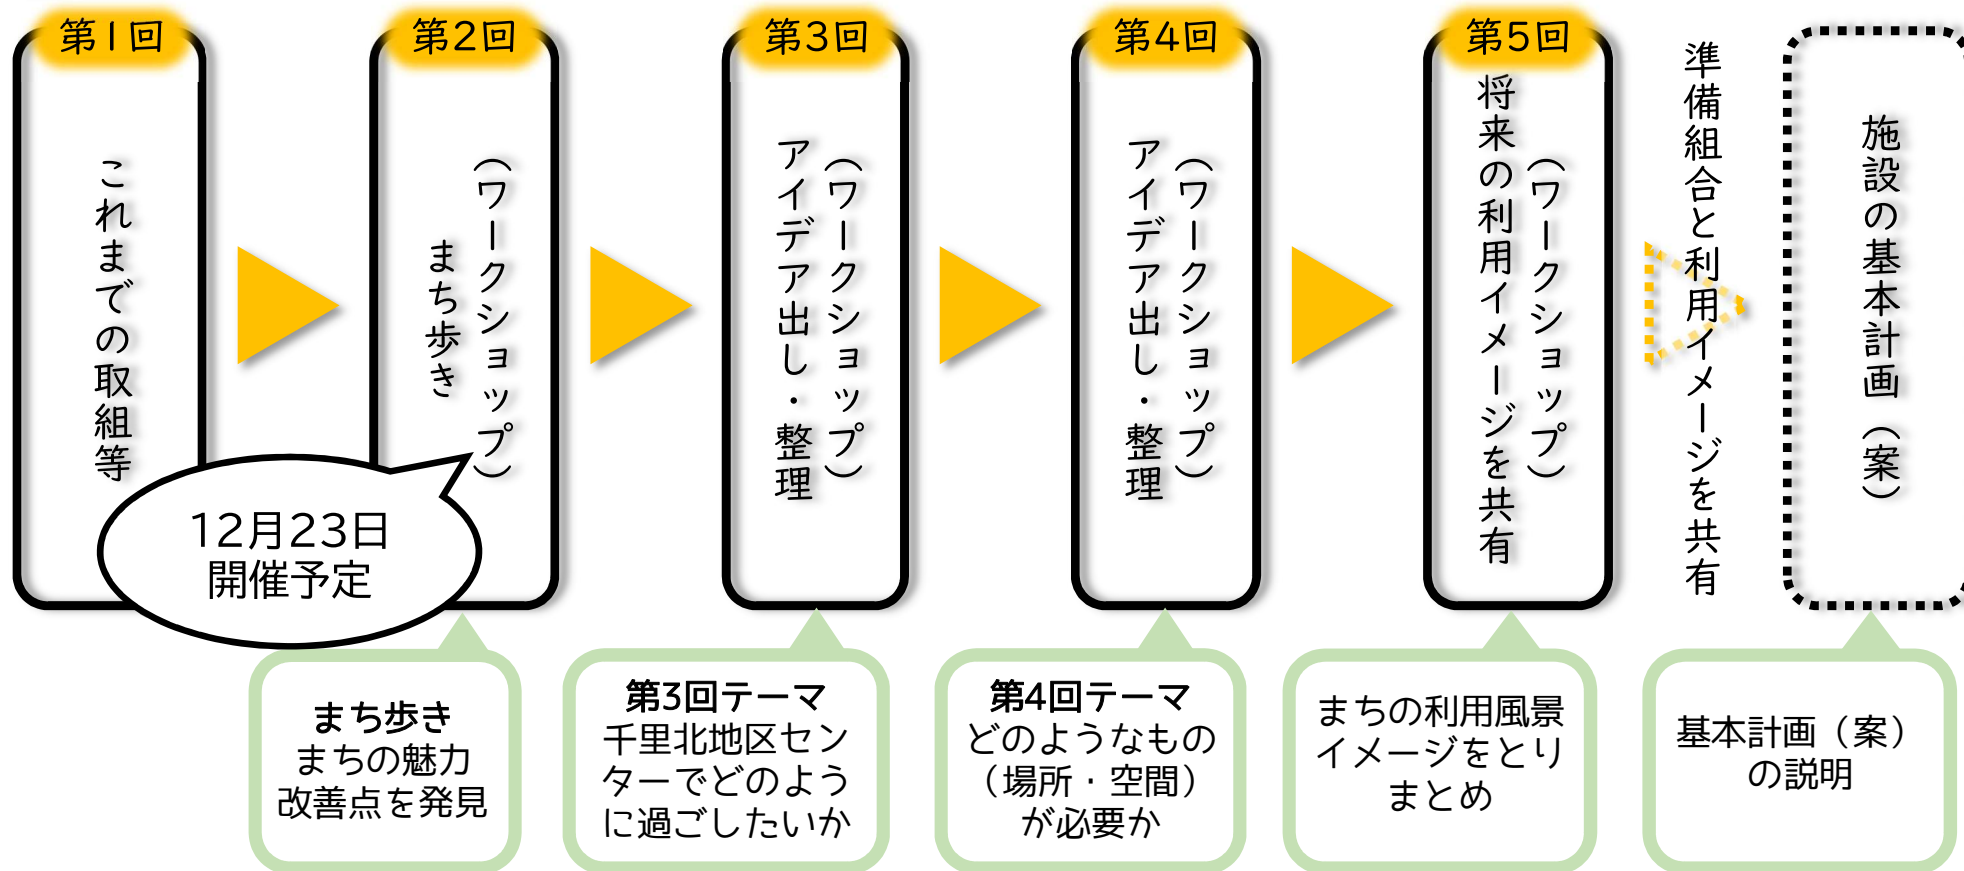 第1回
これまでの取組等
第2回
（ワークショップ）
まち歩き
12月23日
開催予定
まち歩き
まちの魅力
改善点を発見
第3回
（ワークショップ）
アイデア出し・整理
第3回テーマ
千里北地区セン
ターでどのよう
に過ごしたいか
第4回
（ワークショップ）
アイデア出し・整理
第4回テーマ
どのようなもの
（場所・空間）
が必要か
第5回
（ワークショップ）
将来の利用イメージを共有
まちの利用風景
イメージをとり
まとめ
準備組合と利用イメージを共有
施設の基本計画（案）
基本計画（案）
の説明